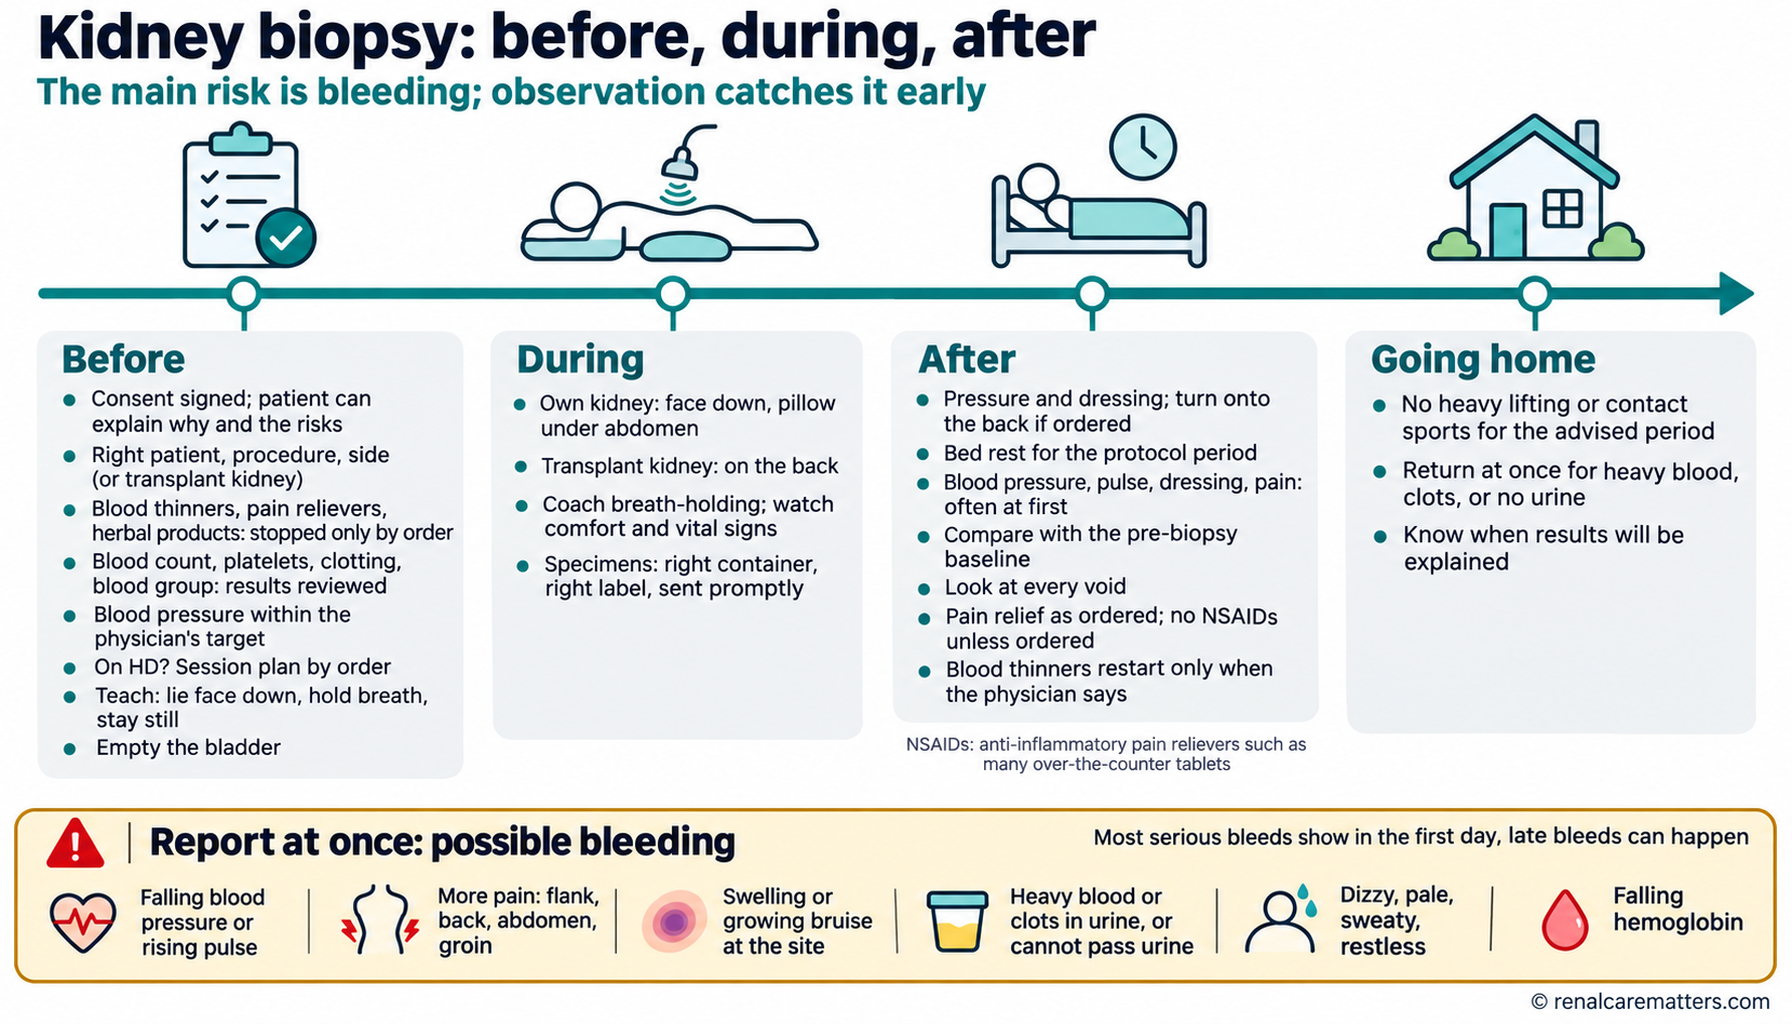 Kidney biopsy: before, during, after
The main risk is bleeding; observation catches it early
Before
Consent signed; patient can
explain why and the risks
Right patient, procedure, side
(or transplant kidney)
Blood thinners, pain relievers,
herbal products: stopped only by order
Blood count, platelets, clotting,
blood group: results reviewed
Blood pressure within the
physician's target
On HD? Session plan by order
Teach: lie face down, hold breath,
stay still
Empty the bladder
During
Own kidney: face down, pillow
under abdomen
Transplant kidney: on the back
Coach breath-holding; watch
comfort and vital signs
Specimens: right container,
right label, sent promptly
After
Pressure and dressing; turn onto
the back if ordered
Bed rest for the protocol period
Blood pressure, pulse, dressing, pain:
often at first
Compare with the pre-biopsy
baseline
Look at every void
Pain relief as ordered; no NSAIDs
unless ordered
Blood thinners restart only when
the physician says
NSAIDs: anti-inflammatory pain relievers such as
many over-the-counter tablets
Going home
No heavy lifting or contact
sports for the advised period
Return at once for heavy blood,
clots, or no urine
Know when results will be
explained
Report at once: possible bleeding
Most serious bleeds show in the first day, late bleeds can happen
Falling blood
pressure or
rising pulse
More pain: flank,
back, abdomen,
groin
Swelling or
growing bruise
at the site
Heavy blood or
clots in urine, or
cannot pass urine
Dizzy, pale,
sweaty,
restless
Falling
hemoglobin
© renalcarematters.com